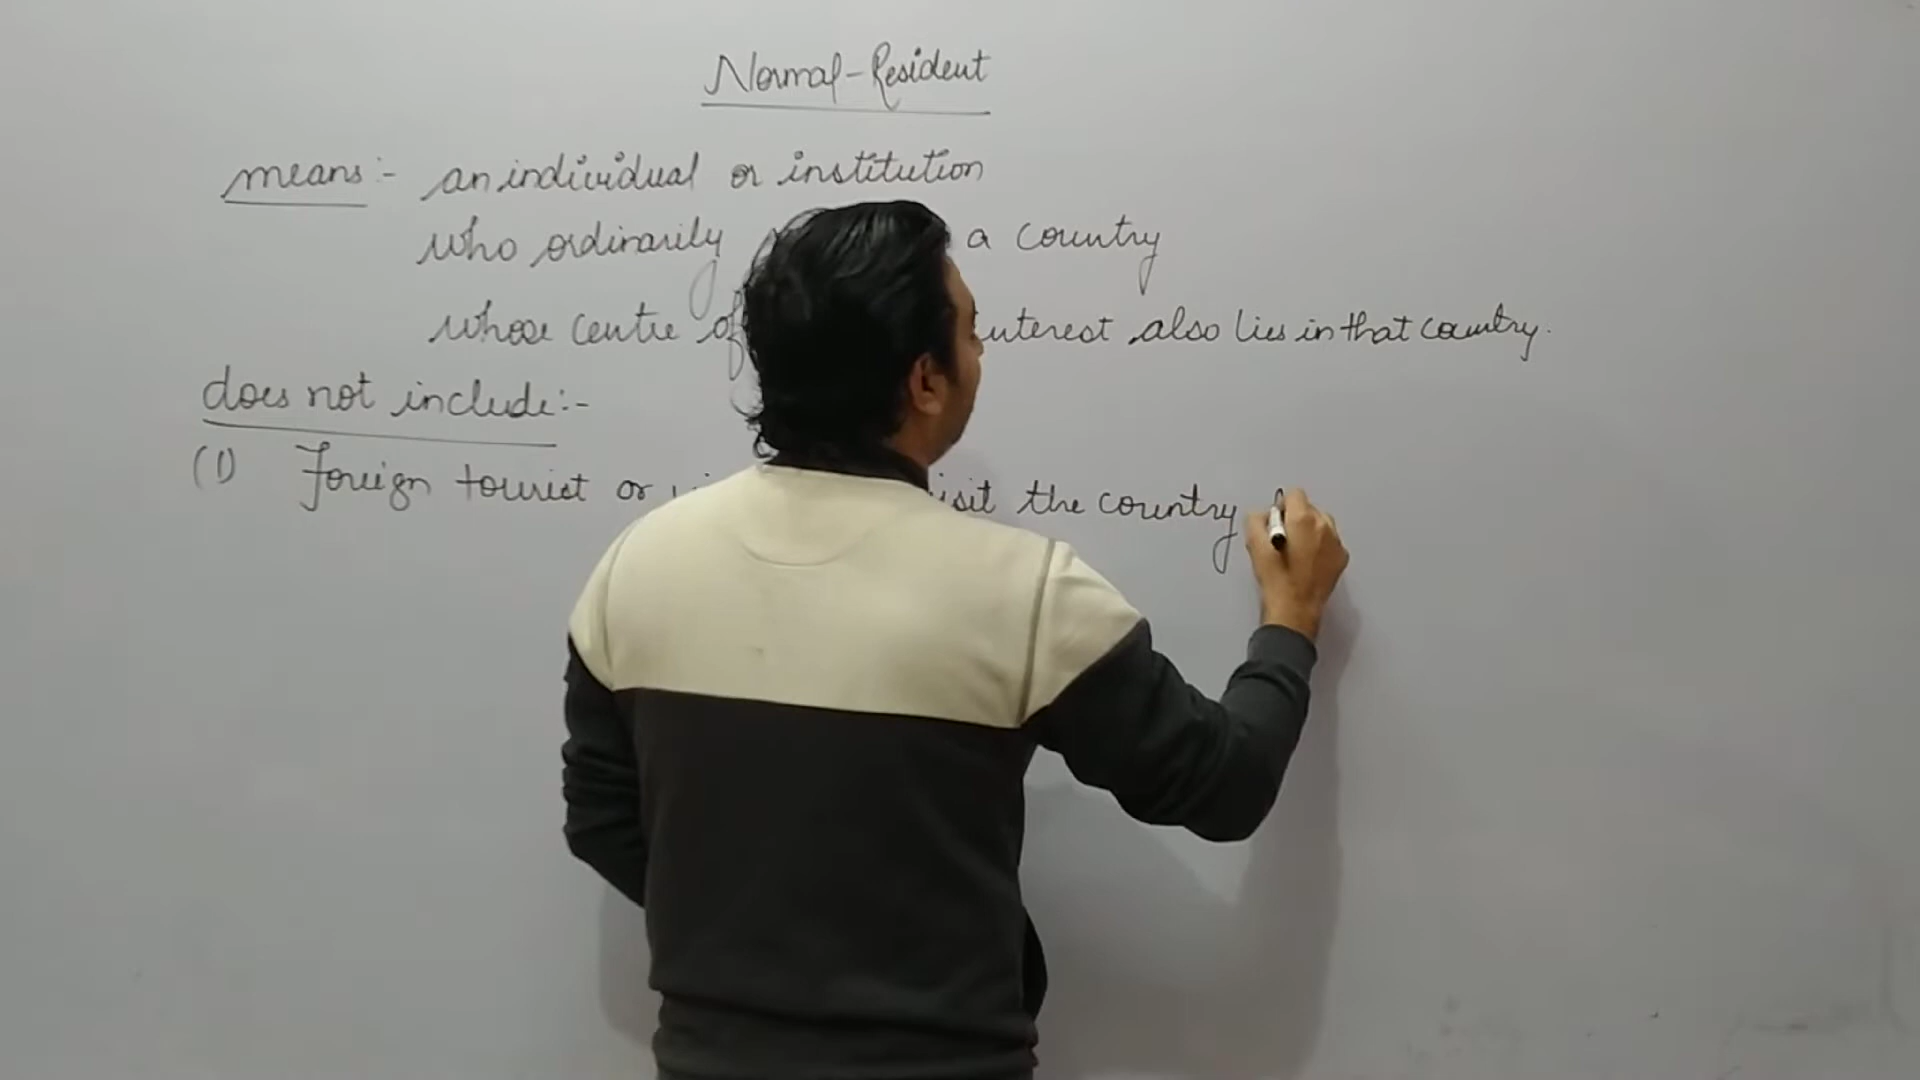 Normal-Resident
means:- an individual or institution
who ordinarily a country
whose centre of interest also lies in that country.
does not include:-
(1) Foreign tourist or the country